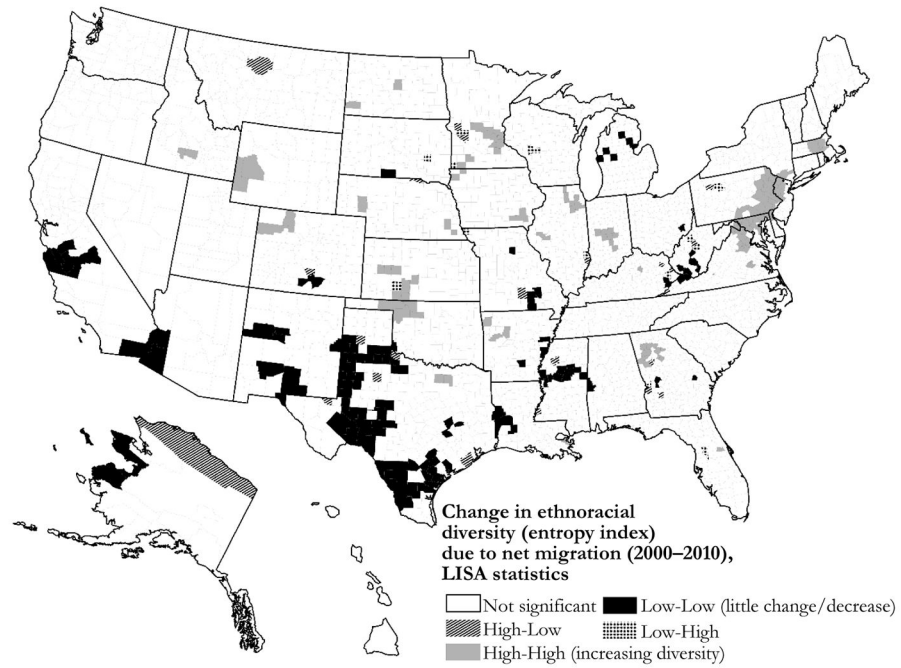 Change in ethnoracial
diversity (entropy index)
due to net migration (2000–2010),
LISA statistics
Not significant
Low-Low (little change/decrease)
High-Low
Low-High
High-High (increasing diversity)